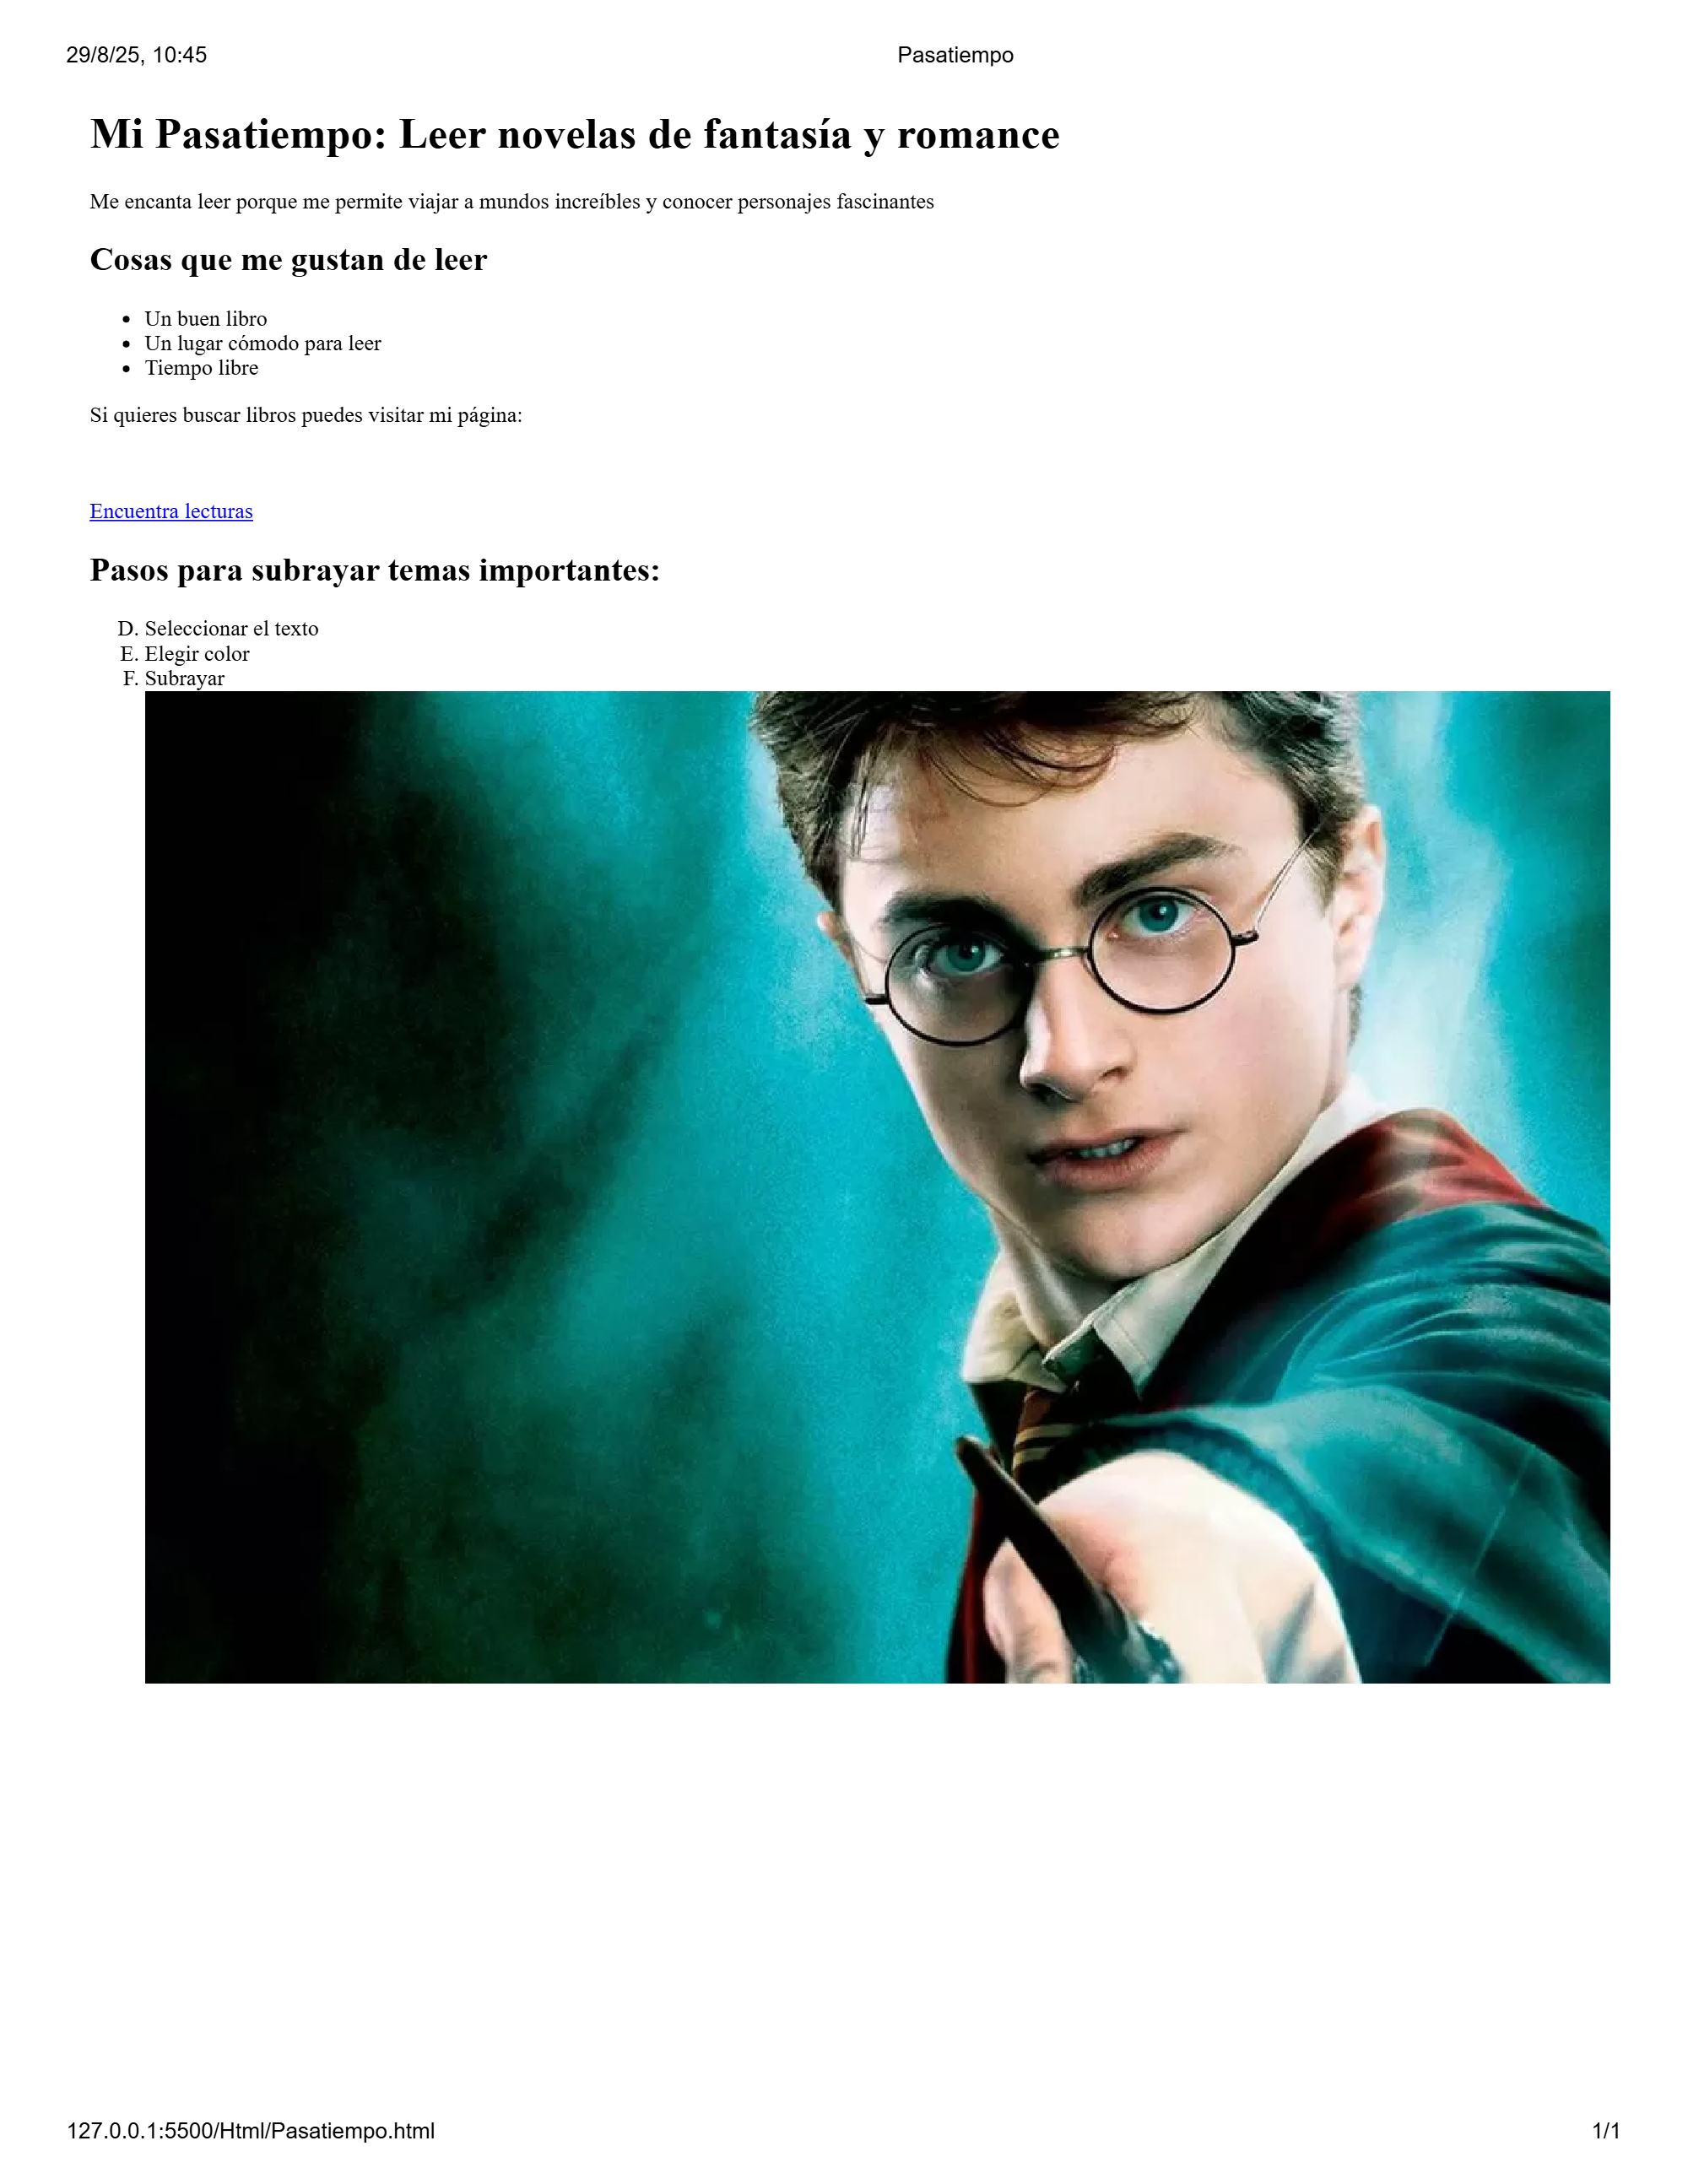 29/8/25, 10:45
Pasatiempo
Mi Pasatiempo: Leer novelas de fantasía y romance
Me encanta leer porque me permite viajar a mundos increíbles y conocer personajes fascinantes
Cosas que me gustan de leer
• Un buen libro
• Un lugar cómodo para leer
• Tiempo libre
Si quieres buscar libros puedes visitar mi página:
Encuentra lecturas
Pasos para subrayar temas importantes:
D. Seleccionar el texto
E. Elegir color
F. Subrayar
127.0.0.1:5500/Html/Pasatiempo.html
1/1